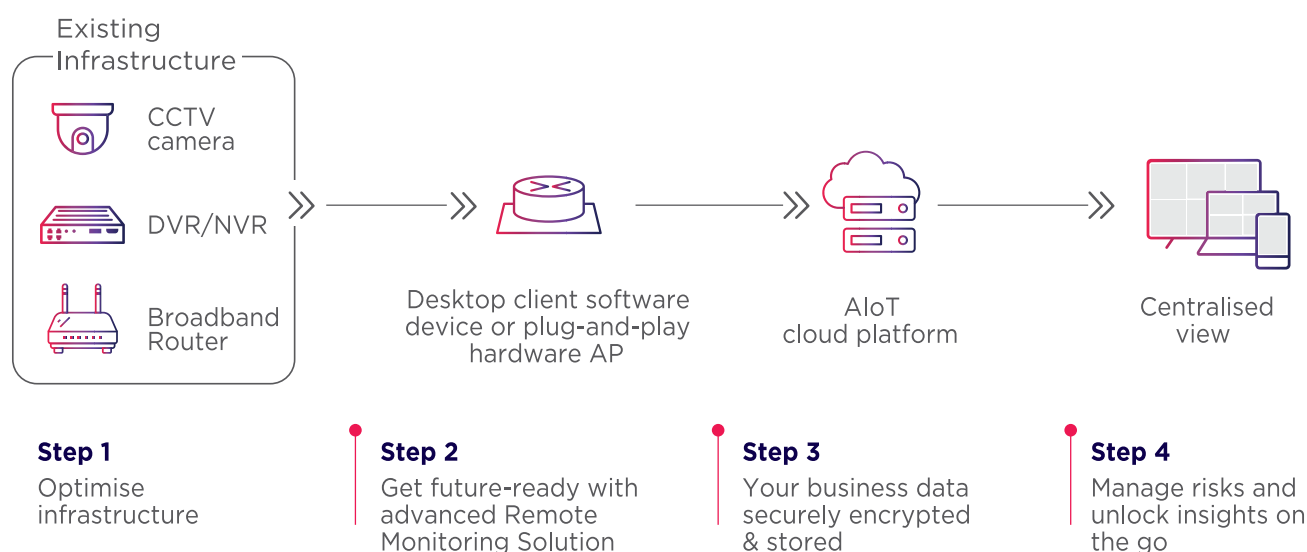 Existing
Infrastructure
CCTV
camera
DVR/NVR
Broadband
Router
Desktop client software
device or plug-and-play
hardware AP
AIoT
cloud platform
Centralised
view
Step 1
Optimise
infrastructure
Step 2
Get future-ready with
advanced Remote
Monitoring Solution
Step 3
Your business data
securely encrypted
& stored
Step 4
Manage risks and
unlock insights on
the go